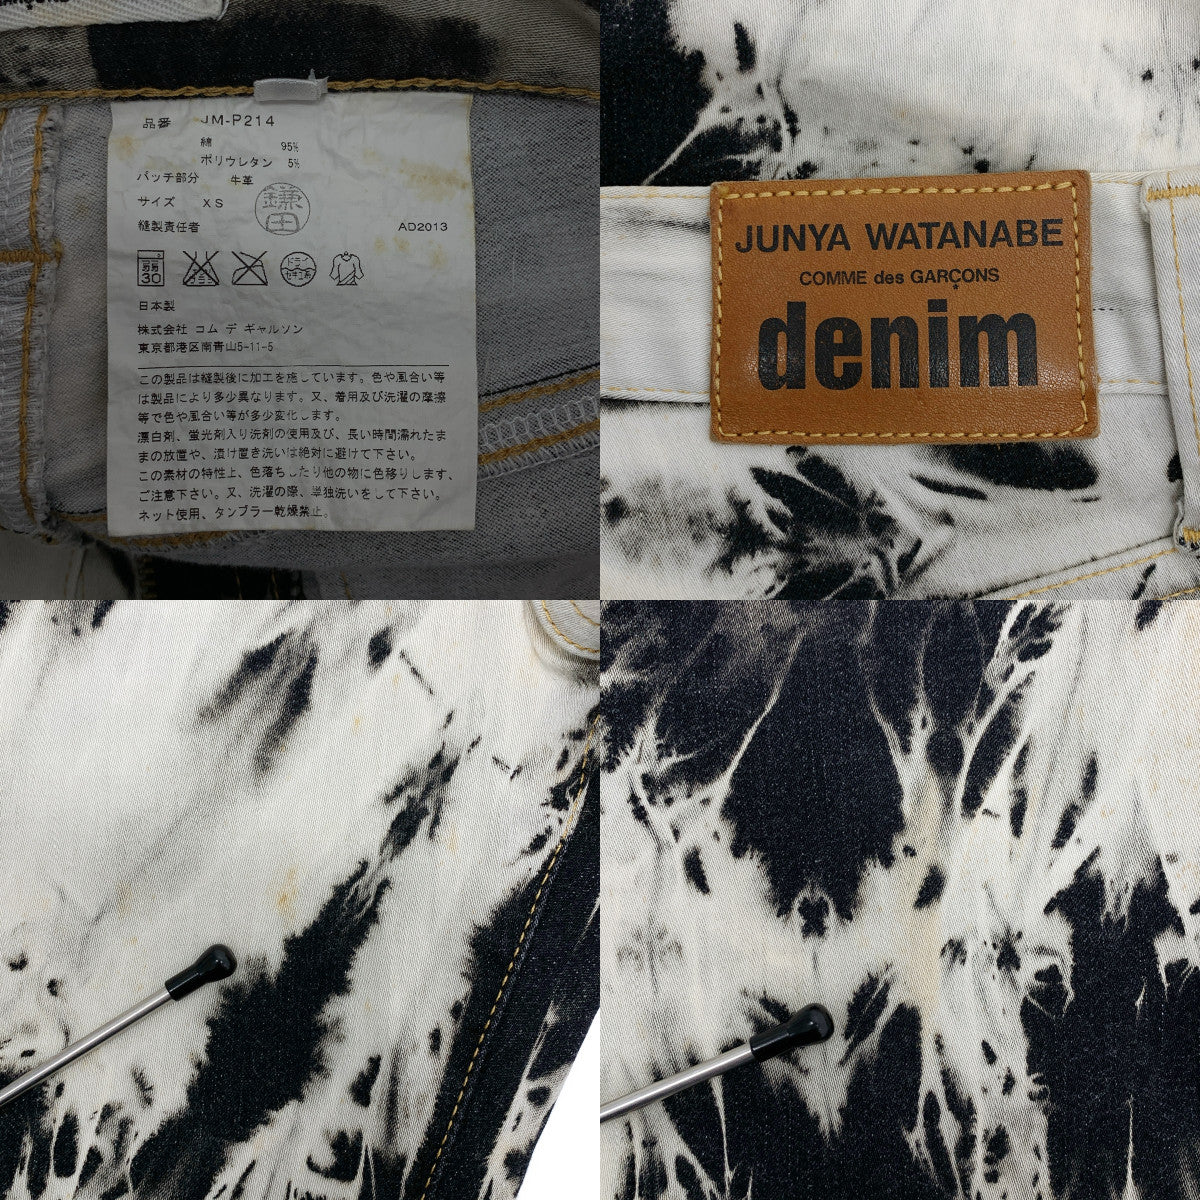 GARÇONS
品番 JM-P214
綿 95%
ポリウレタン 5%
パッチ部分 牛革
サイズ XS
縫製責任者 鎌田 AD2013
30
日本製
株式会社 コム デ ギャルソン
東京都港区南青山5-11-5
この製品は縫製後に加工を施しています。色や風合い等
は製品により多少異なります。又、着用及び洗濯の摩擦
等で色や風合い等が多少変化します。
漂白剤、蛍光剤入り洗剤の使用及び、長い時間濡れたま
まの放置や、漬け置き洗いは絶対に避けて下さい。
この素材の特性上、色落ちしたり他の物に色移りします、
ご注意下さい。又、洗濯の際、単独洗いをして下さい。
ネット使用、タンブラー乾燥禁止。
JUNYA WATANABE
COMME des GARÇONS
denim